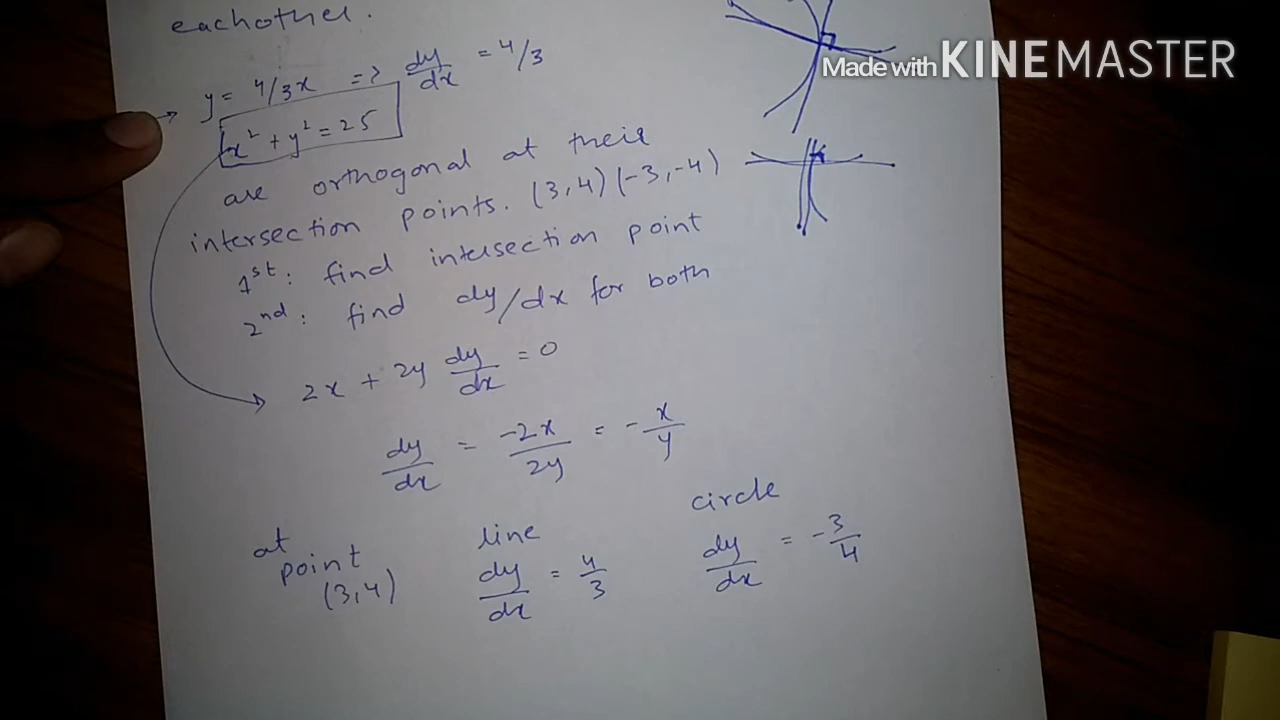 eachother.
Made with KINEMASTER
→ y = 4/3x => dy/dx = 4/3
x² + y² = 25
are orthogonal at their
intersection points. (3,4) (-3,-4)
1st: find intersection point
2nd: find dy/dx for both
2x + 2y dy/dx = 0
dy/dx = -2x/2y = -x/y
at point (3,4)
line
dy/dx = 4/3
circle
dy/dx = -3/4